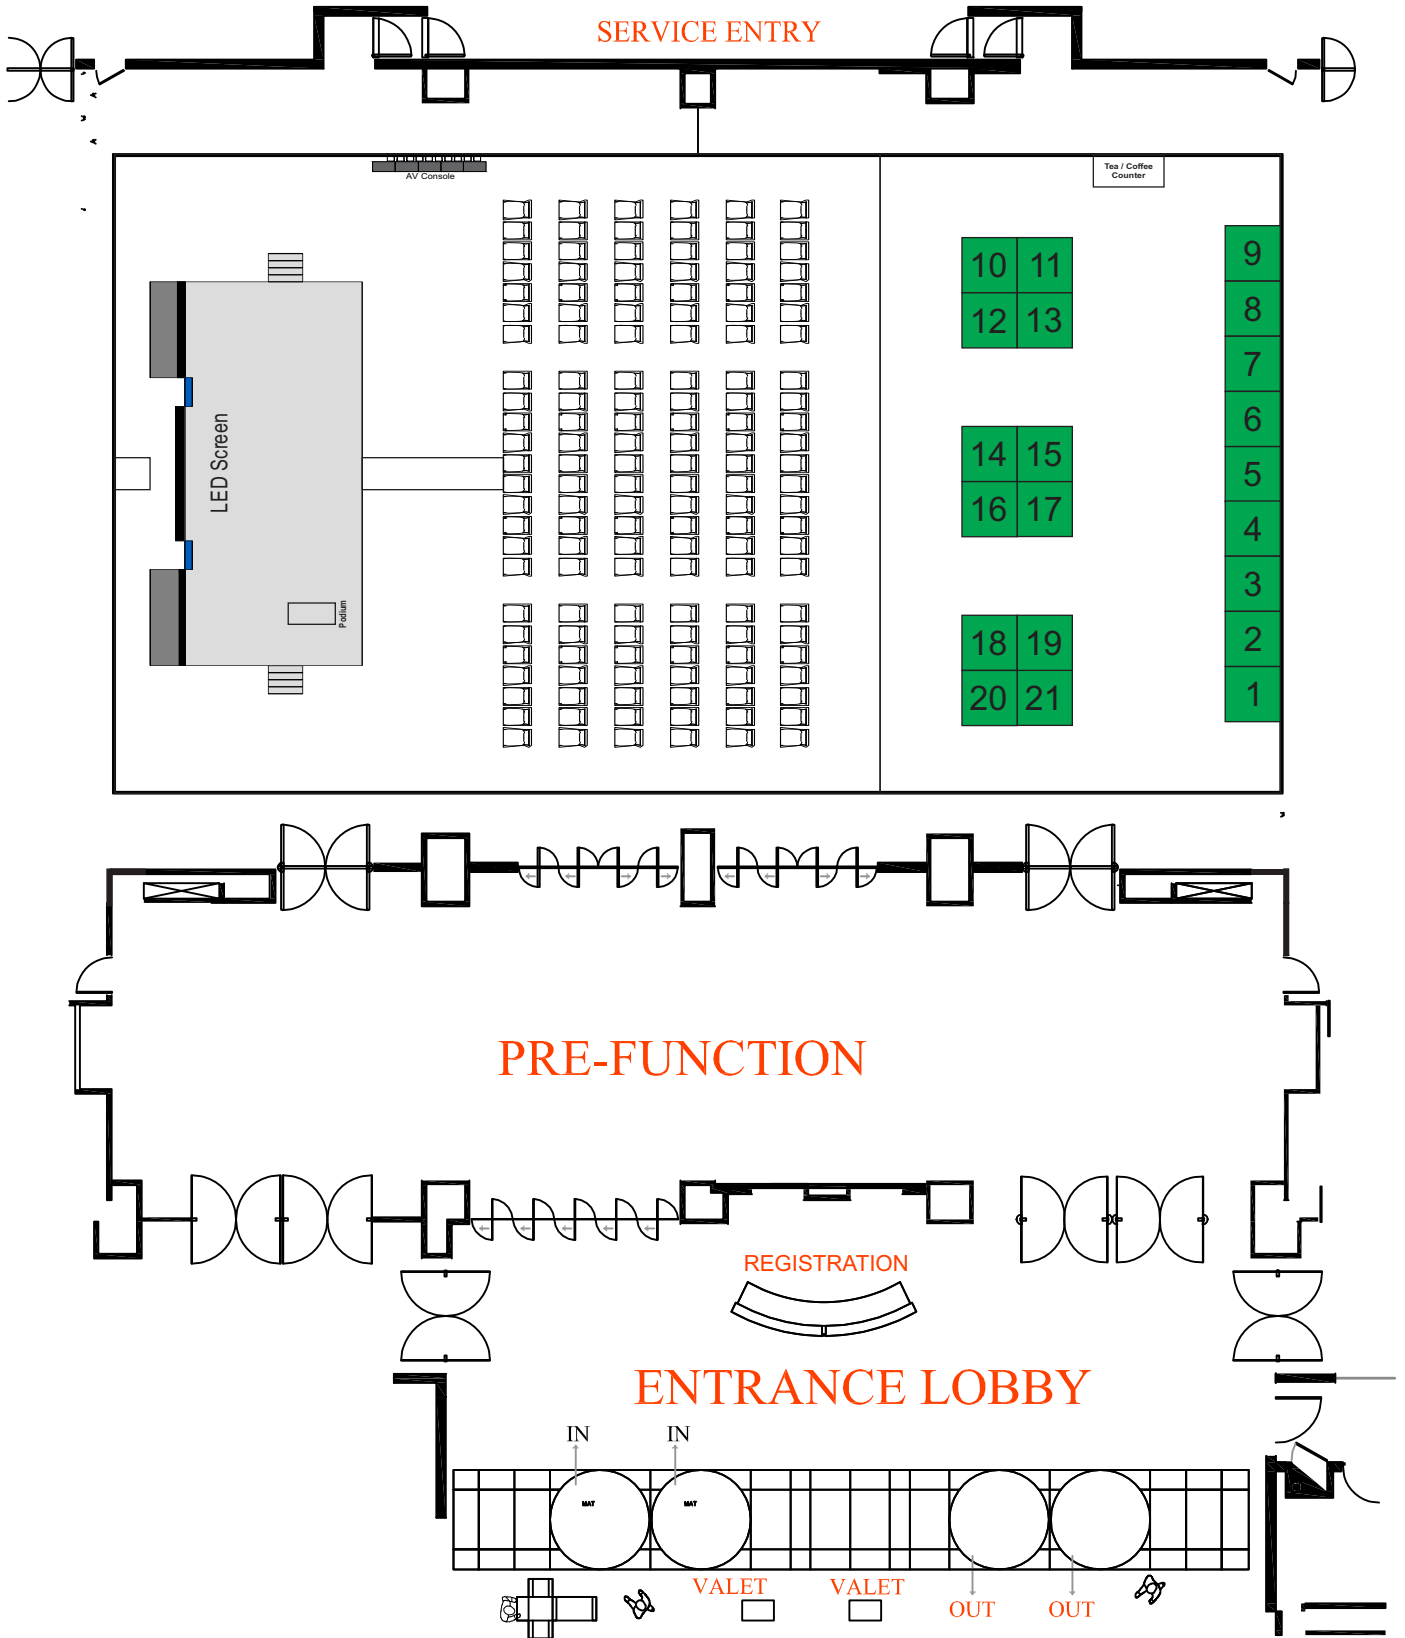 SERVICE ENTRY
AV Console
Tea / Coffee
Counter
LED Screen
Podium
10 11
12 13
14 15
16 17
18 19
20 21
9
8
7
6
5
4
3
2
1
PRE-FUNCTION
REGISTRATION
ENTRANCE LOBBY
IN IN
MAT MAT
VALET VALET
OUT OUT